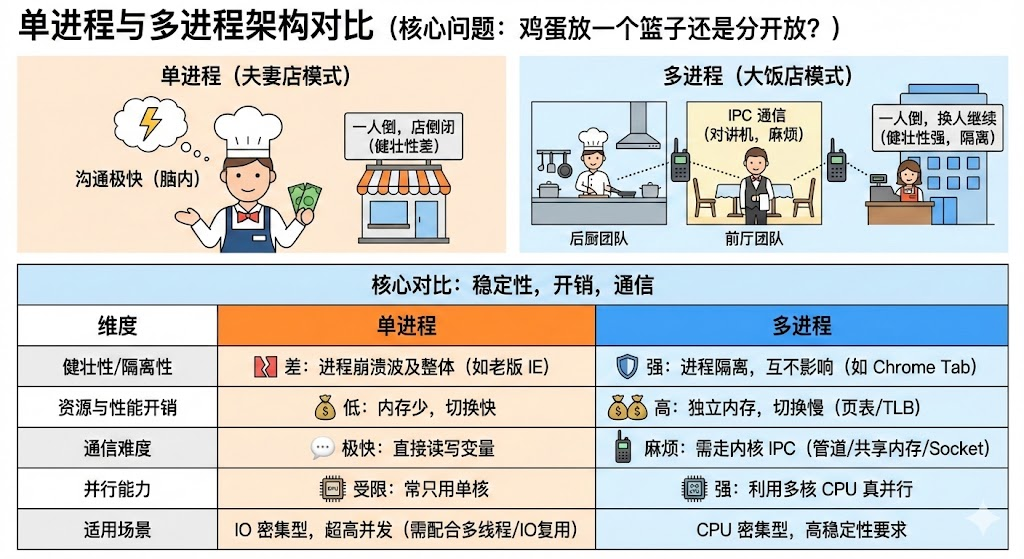 单进程与多进程架构对比（核心问题：鸡蛋放一个篮子还是分开放？）
单进程（夫妻店模式）
沟通极快（脑内）
一人倒，店倒闭
（健壮性差）
多进程（大饭店模式）
IPC 通信
（对讲机，麻烦）
一人倒，换人继续
（健壮性强，隔离）
后厨团队
前厅团队
核心对比：稳定性，开销，通信
维度 单进程 多进程
健壮性/隔离性 差：进程崩溃波及整体（如老版 IE） 强：进程隔离，互不影响（如 Chrome Tab）
资源与性能开销 低：内存少，切换快 高：独立内存，切换慢（页表/TLB）
通信难度 极快：直接读写变量 麻烦：需走内核 IPC（管道/共享内存/Socket）
并行能力 受限：常只用单核 强：利用多核 CPU 真并行
适用场景 IO 密集型，超高并发（需配合多线程/IO复用） CPU 密集型，高稳定性要求